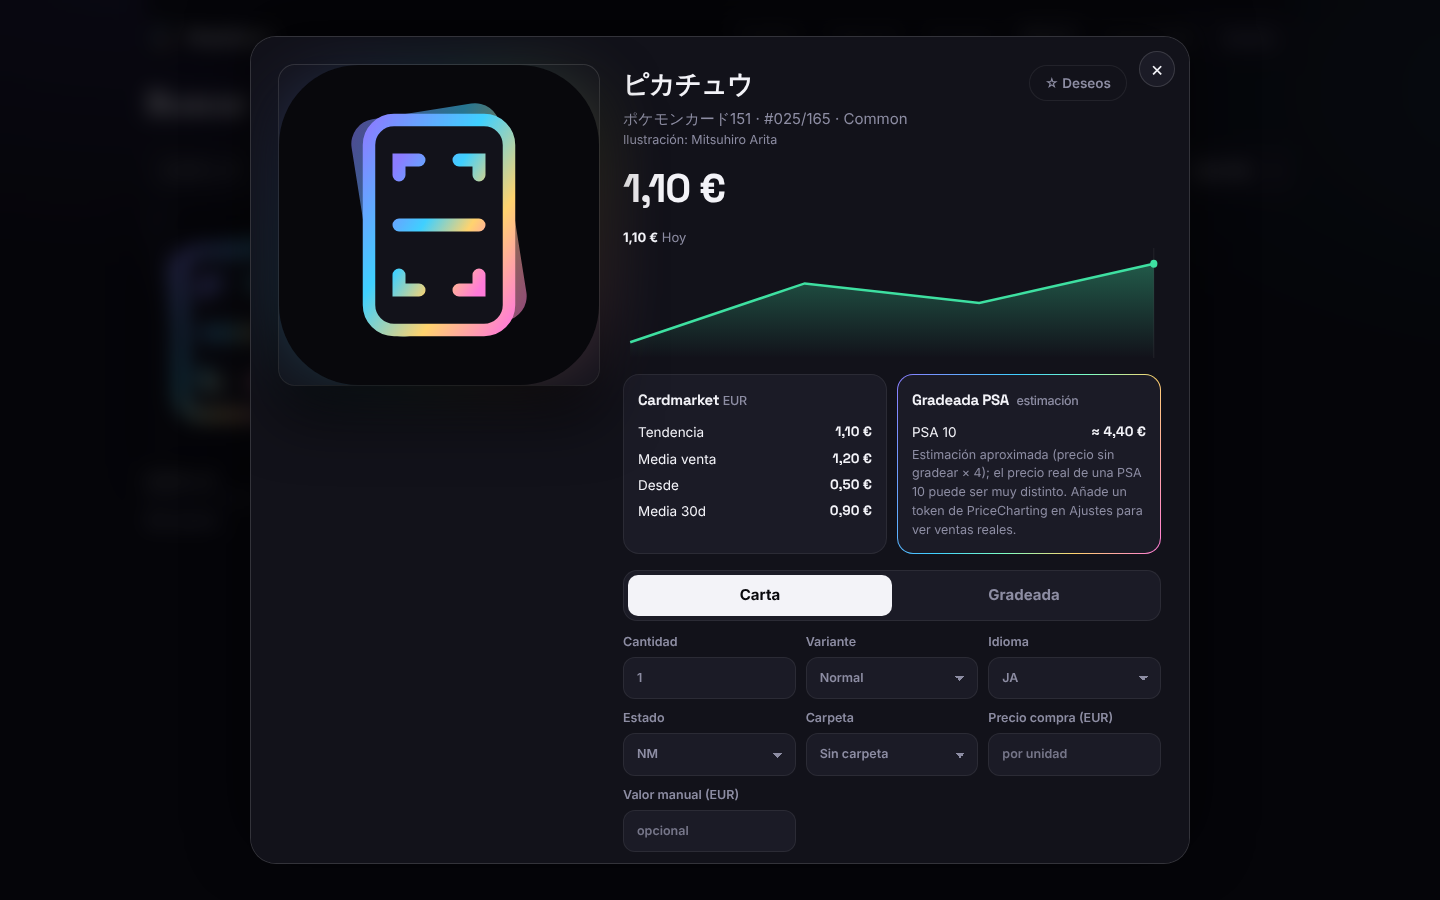 ピカチュウ
☆ Deseos
×
ポケモンカード151 · #025/165 · Common
Ilustración: Mitsuhiro Arita
1,10 €
1,10 € Hoy
Cardmarket EUR
Tendencia 1,10 €
Media venta 1,20 €
Desde 0,50 €
Media 30d 0,90 €
Gradeada PSA estimación
PSA 10 ≈ 4,40 €
Estimación aproximada (precio sin
gradear × 4); el precio real de una PSA
10 puede ser muy distinto. Añade un
token de PriceCharting en Ajustes para
ver ventas reales.
Carta Gradeada
Cantidad Variante Idioma
1 Normal JA
Estado Carpeta Precio compra (EUR)
NM Sin carpeta por unidad
Valor manual (EUR)
opcional